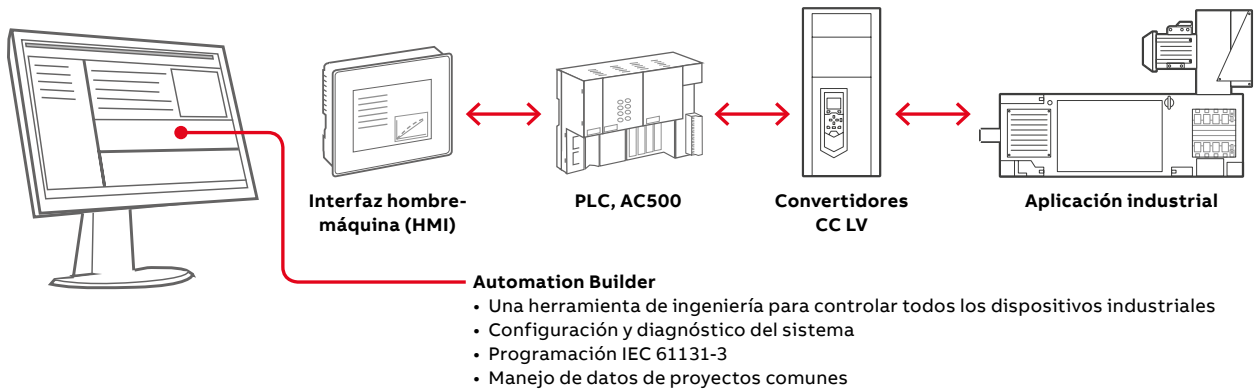 Interfaz hombre-
máquina (HMI)
PLC, AC500
Convertidores
CC LV
Aplicación industrial
Automation Builder
• Una herramienta de ingeniería para controlar todos los dispositivos industriales
• Configuración y diagnóstico del sistema
• Programación IEC 61131-3
• Manejo de datos de proyectos comunes